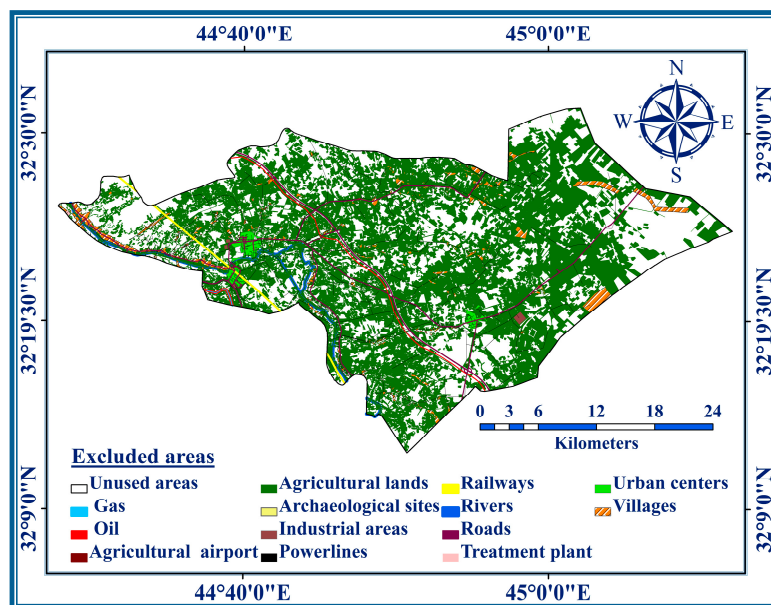 44°40'0"E 45°0'0"E
N
W E
S
32°30'0"N 32°30'0"N
32°19'30"N 32°19'30"N
32°9'0"N 32°9'0"N
0 3 6 12 18 24
Kilometers
Excluded areas
Unused areas Agricultural lands Railways Urban centers
Gas Archaeological sites Rivers Villages
Oil Industrial areas Roads
Agricultural airport Powerlines Treatment plant
44°40'0"E 45°0'0"E